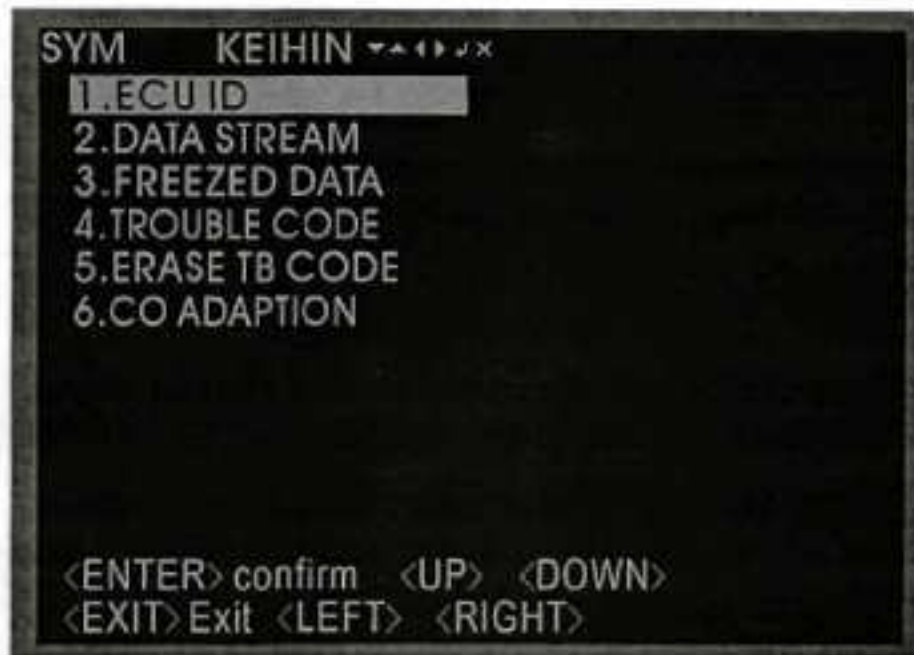 SYM KEIHIN
1.ECU ID
2.DATA STREAM
3.FREEZED DATA
4.TROUBLE CODE
5.ERASE TB CODE
6.CO ADAPTION
<ENTER> confirm <UP> <DOWN>
<EXIT> Exit <LEFT> <RIGHT>